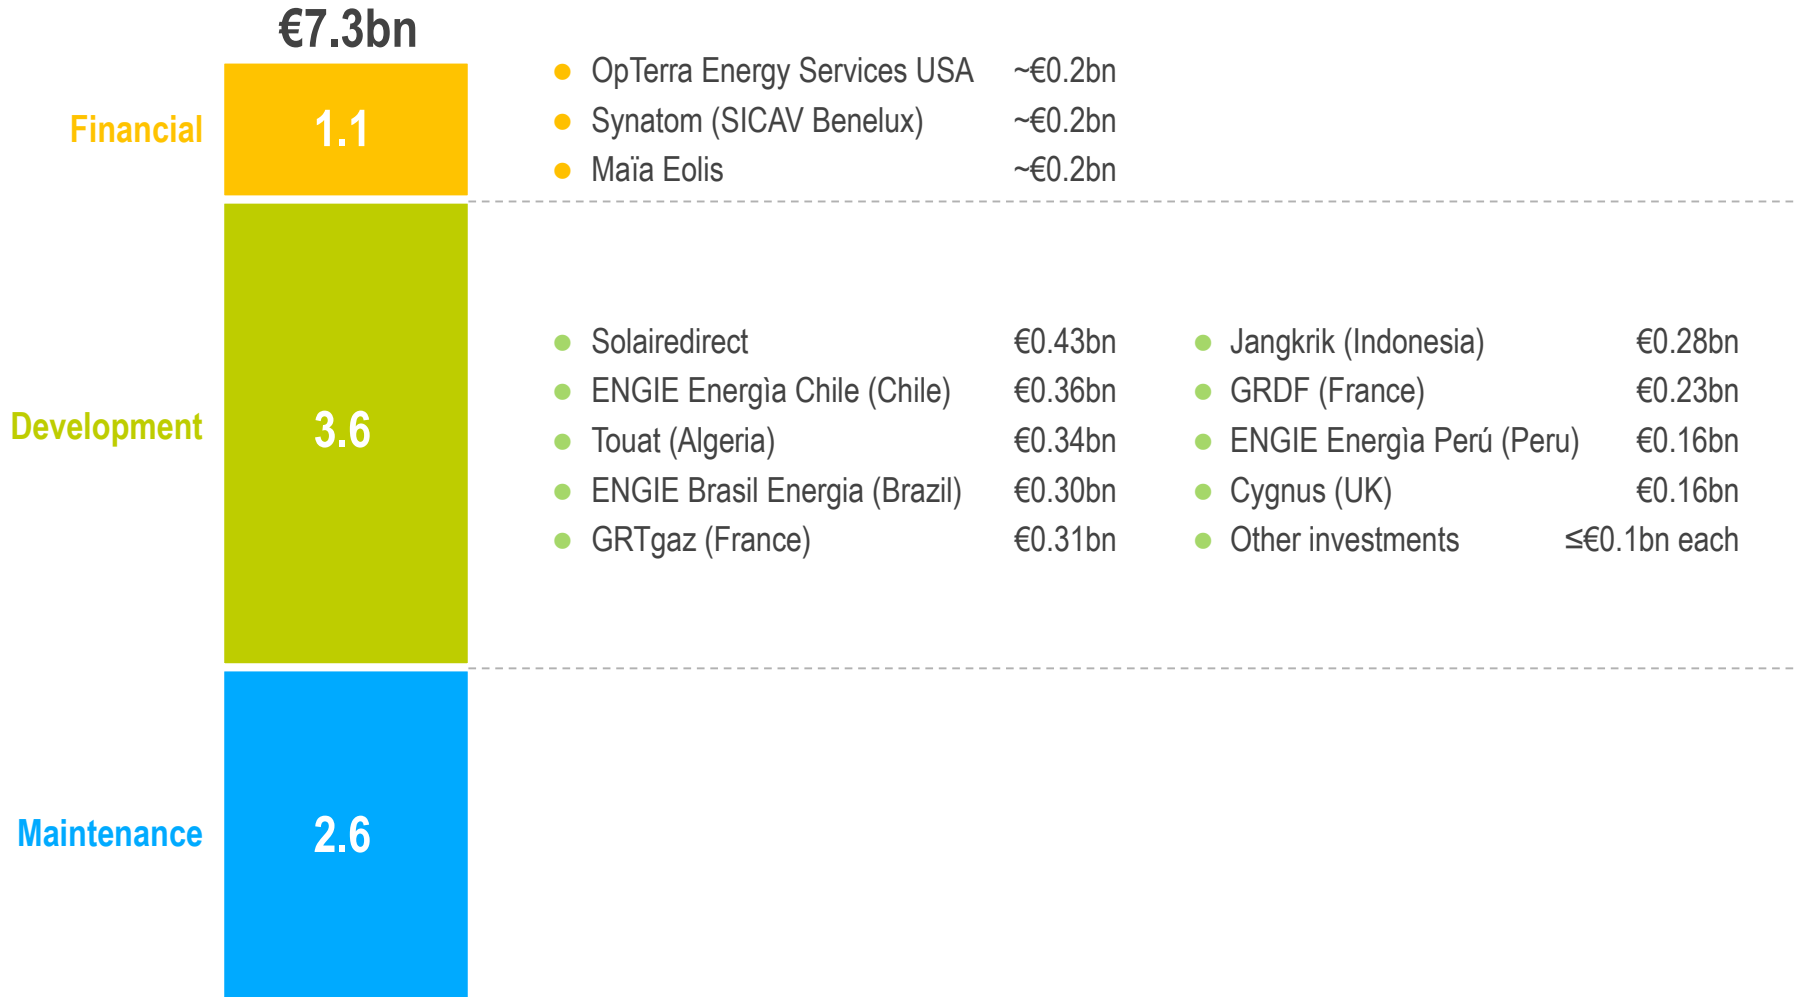 €7.3bn
Financial
1.1
OpTerra Energy Services USA ~€0.2bn
Synatom (SICAV Benelux) ~€0.2bn
Maïa Eolis ~€0.2bn
Development
3.6
Solairedirect €0.43bn
ENGIE Energìa Chile (Chile) €0.36bn
Touat (Algeria) €0.34bn
ENGIE Brasil Energia (Brazil) €0.30bn
GRTgaz (France) €0.31bn
Jangkrik (Indonesia) €0.28bn
GRDF (France) €0.23bn
ENGIE Energìa Perú (Peru) €0.16bn
Cygnus (UK) €0.16bn
Other investments ≤€0.1bn each
Maintenance
2.6